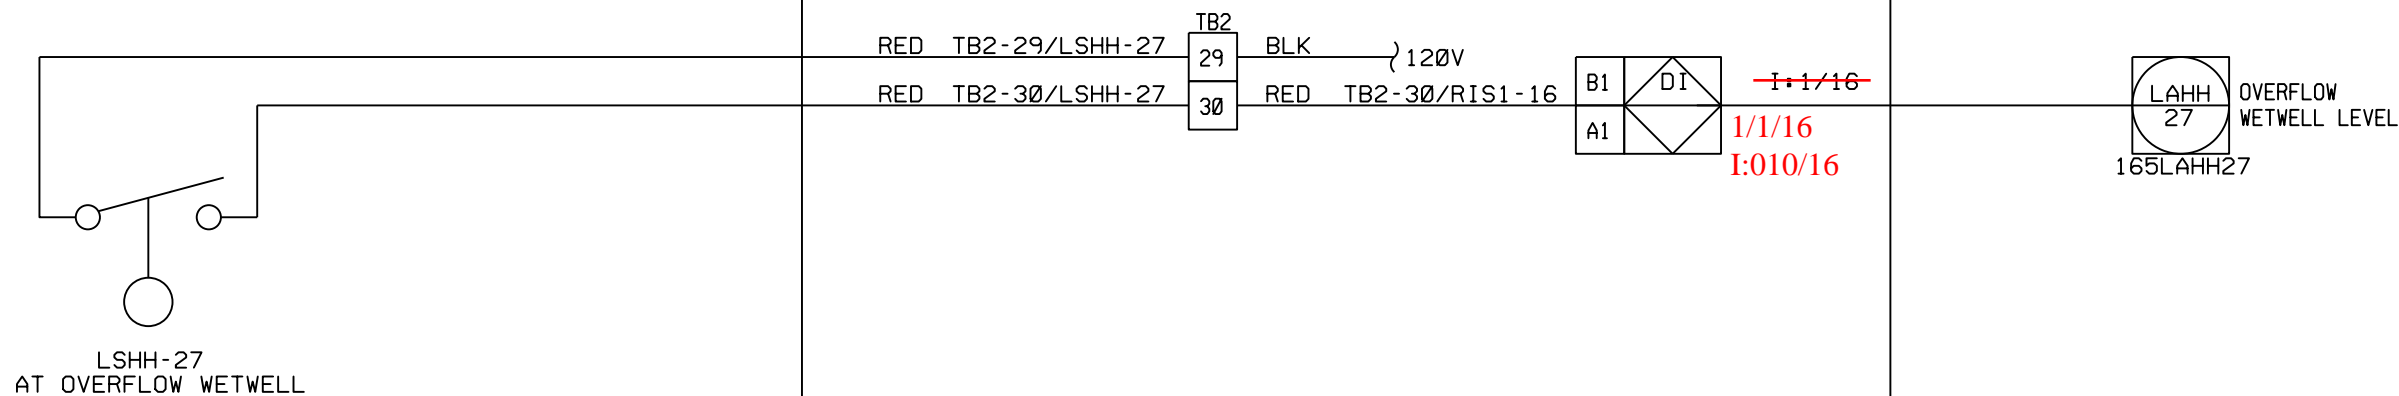 TB2
RED TB2-29/LSHH-27 29 BLK 120V
RED TB2-30/LSHH-27 30 RED TB2-30/RIS1-16
B1 DI I:1/16
A1
1/1/16
I:010/16
LAHH
27
OVERFLOW
WETWELL LEVEL
165LAHH27
LSHH-27
AT OVERFLOW WETWELL